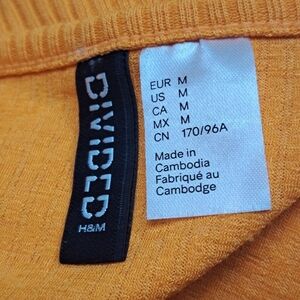 DIVIDED
H&M
EUR M
US M
CA M
MX M
CN 170/96A
Made in
Cambodia
Fabriqué au
Cambodge